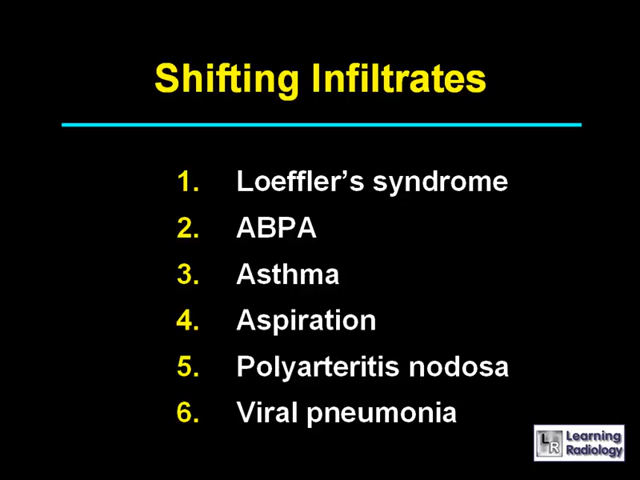 Shifting Infiltrates
1. Loeffler's syndrome
2. ABPA
3. Asthma
4. Aspiration
5. Polyarteritis nodosa
6. Viral pneumonia
LR Learning
Radiology